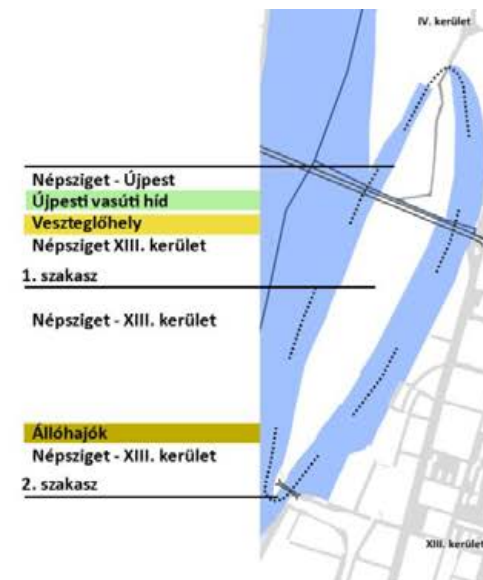 IV. kerület
Népsziget - Újpest
Újpesti vasúti híd
Veszteglőhely
Népsziget XIII. kerület
1. szakasz
Népsziget - XIII. kerület
Állóhajók
Népsziget - XIII. kerület
2. szakasz
XIII. kerület